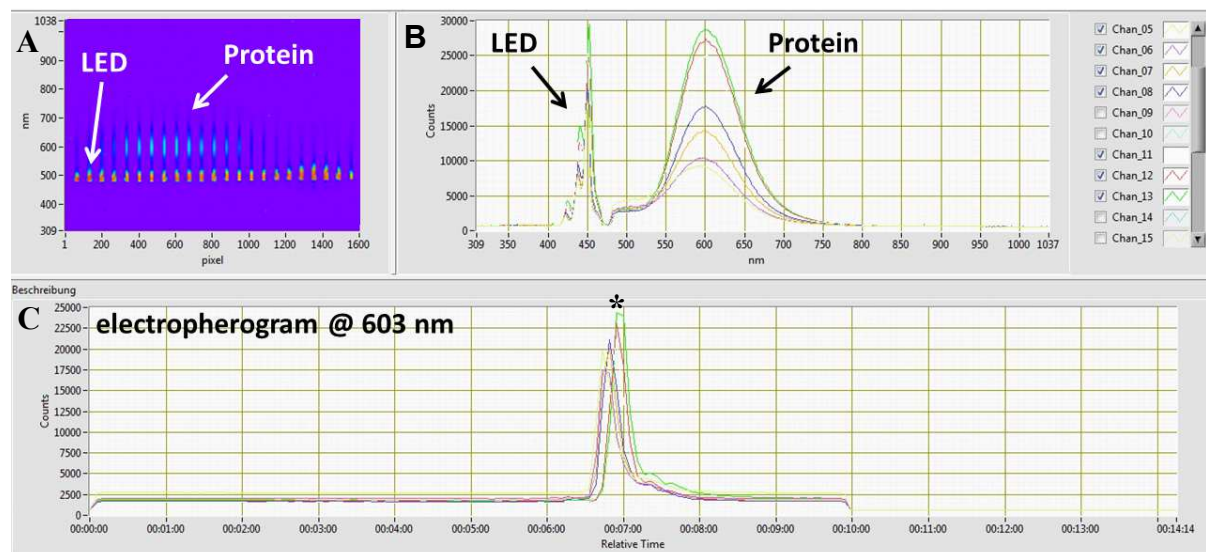 A
LED
Protein
nm
1038
1000
900
800
700
600
500
400
309
1 200 400 600 800 1000 1200 1400 1600
pixel
B
LED
Protein
Counts
30000
25000
20000
15000
10000
5000
0
309 350 400 450 500 550 600 650 700 750 800 850 900 950 1000 1037
nm
Chan_05
Chan_06
Chan_07
Chan_08
Chan_09
Chan_10
Chan_11
Chan_12
Chan_13
Chan_14
Chan_15
Beschreibung
C
electropherogram @ 603 nm
*
Counts
25000
22500
20000
17500
15000
12500
10000
7500
5000
2500
0
00:00:00 00:01:00 00:02:00 00:03:00 00:04:00 00:05:00 00:06:00 00:07:00 00:08:00 00:09:00 00:10:00 00:11:00 00:12:00 00:13:00 00:14:14
Relative Time